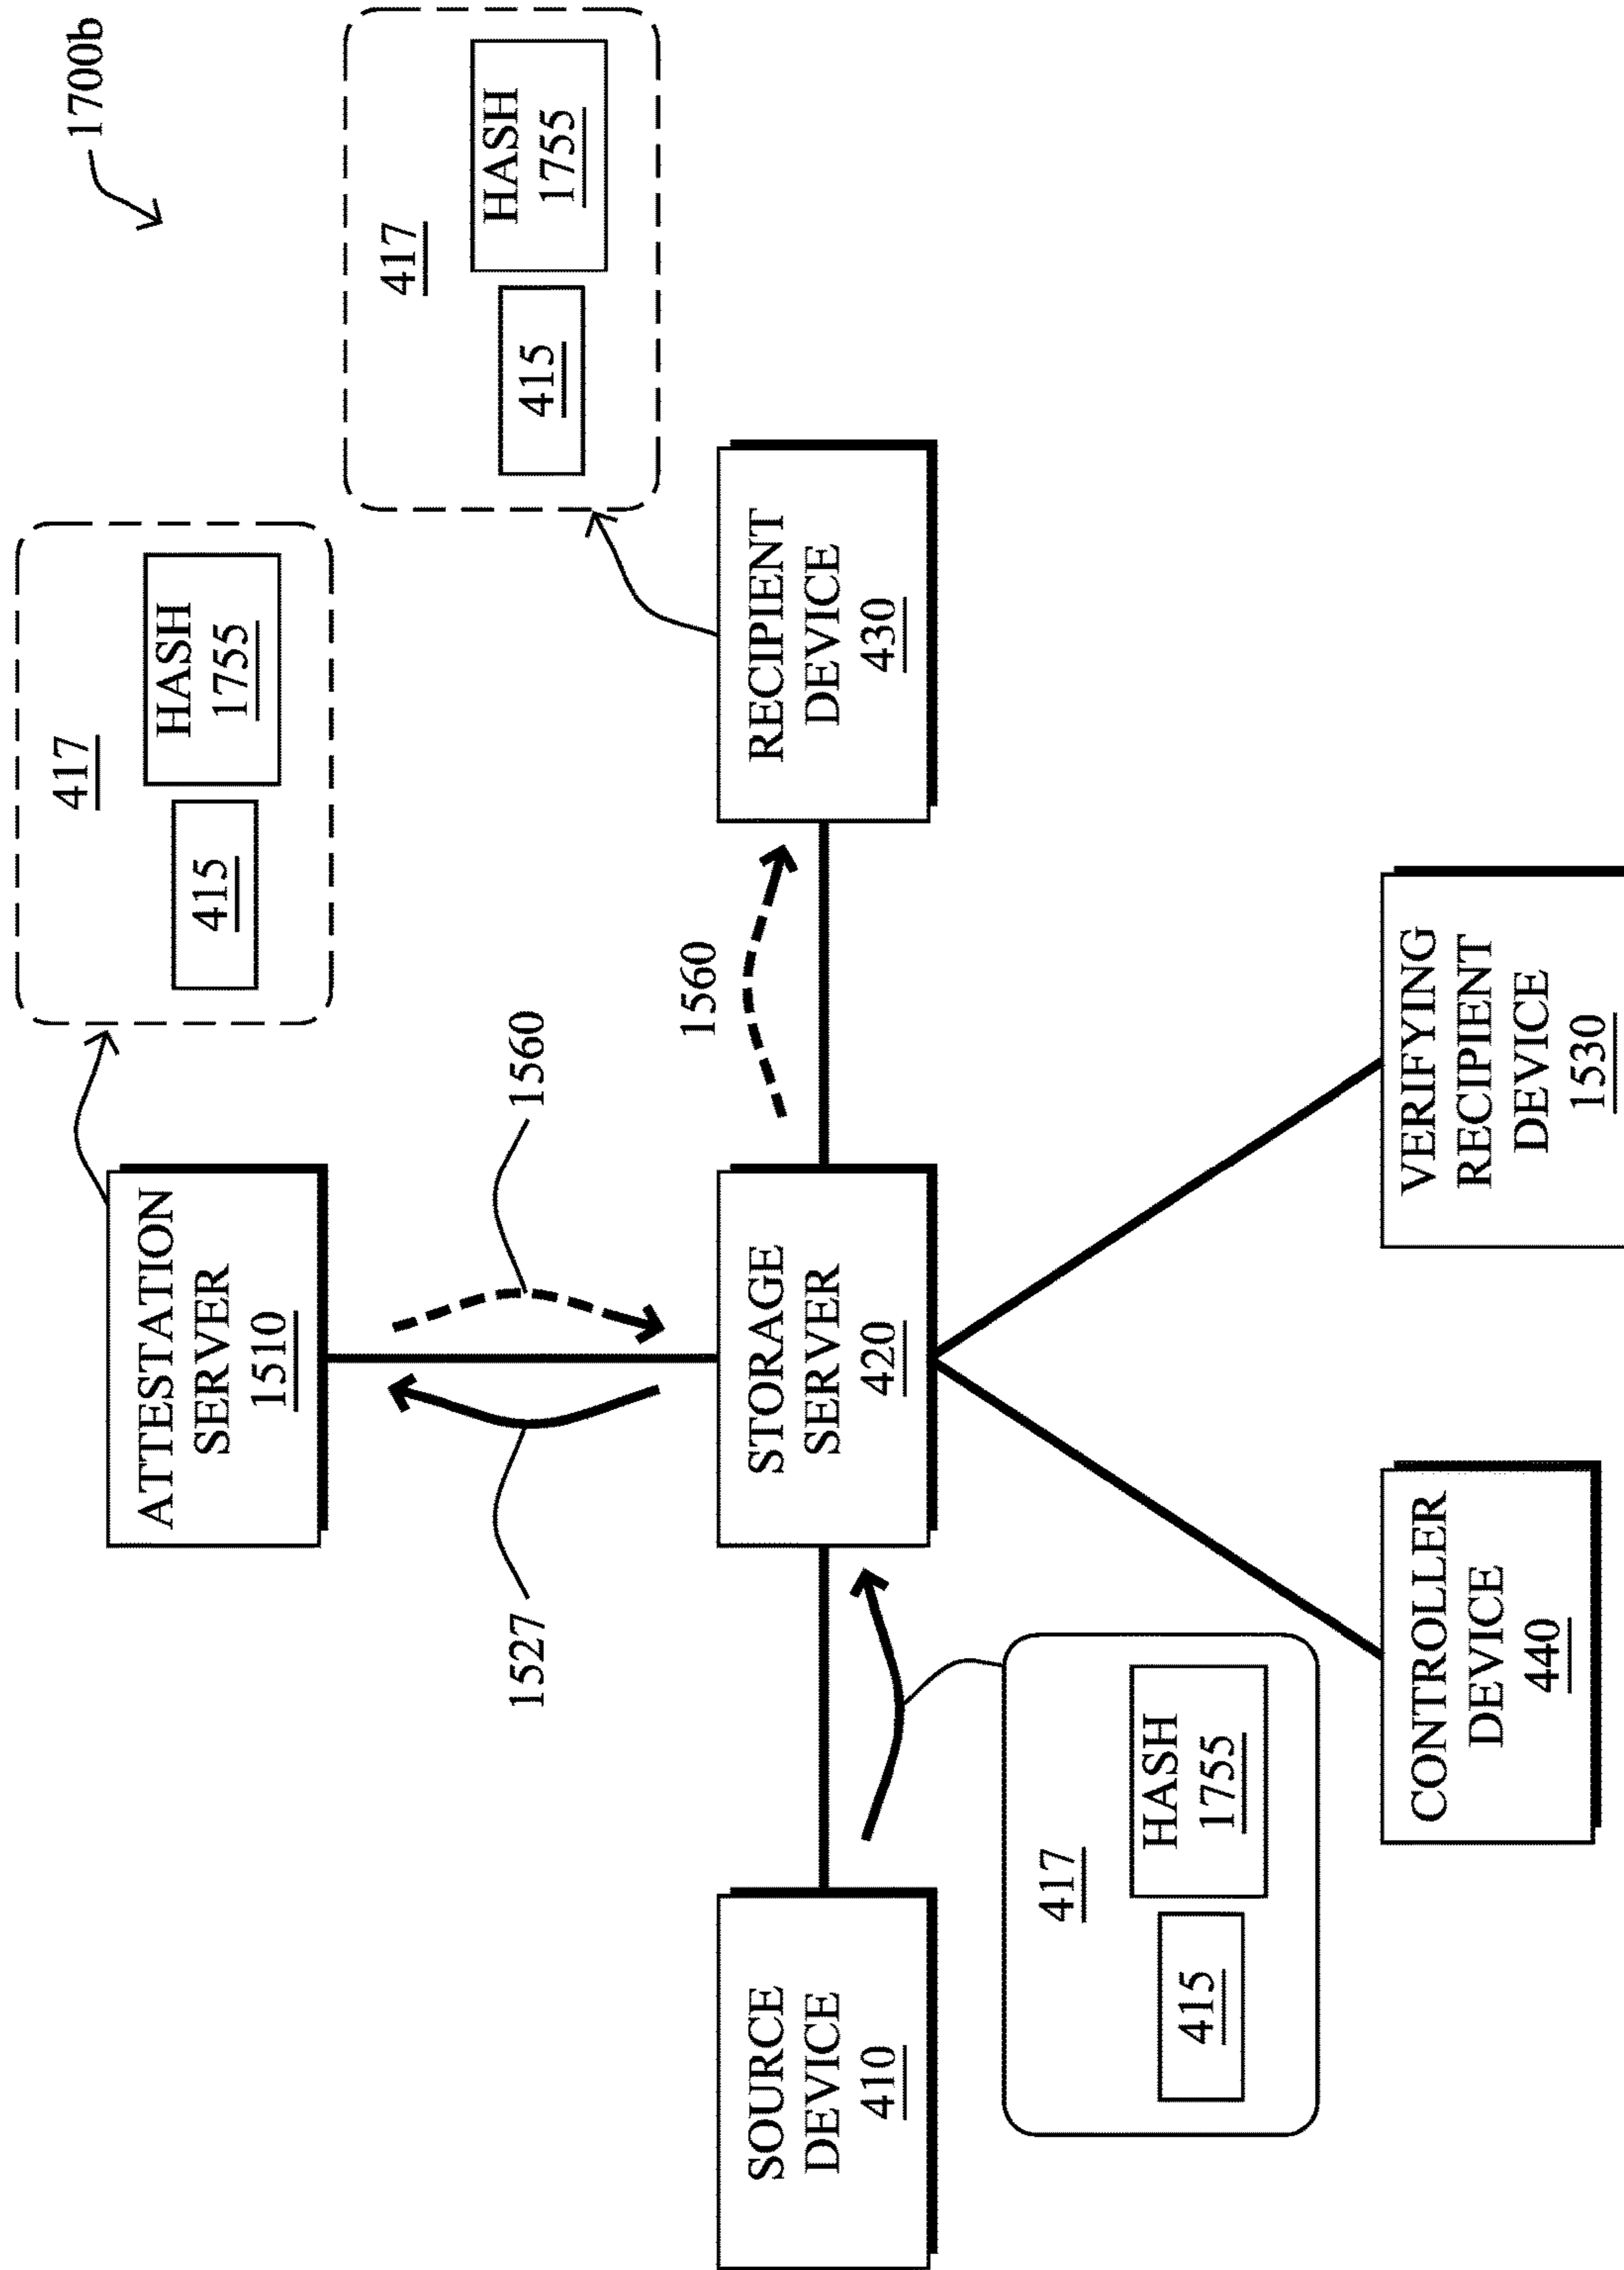 1700b
417
415
HASH
1755
ATTESTATION
SERVER
1510
417
415
HASH
1755
1527
1560
1560
SOURCE
DEVICE
410
STORAGE
SERVER
420
RECIPIENT
DEVICE
430
417
415
HASH
1755
CONTROLLER
DEVICE
440
VERIFYING
RECIPIENT
DEVICE
1530